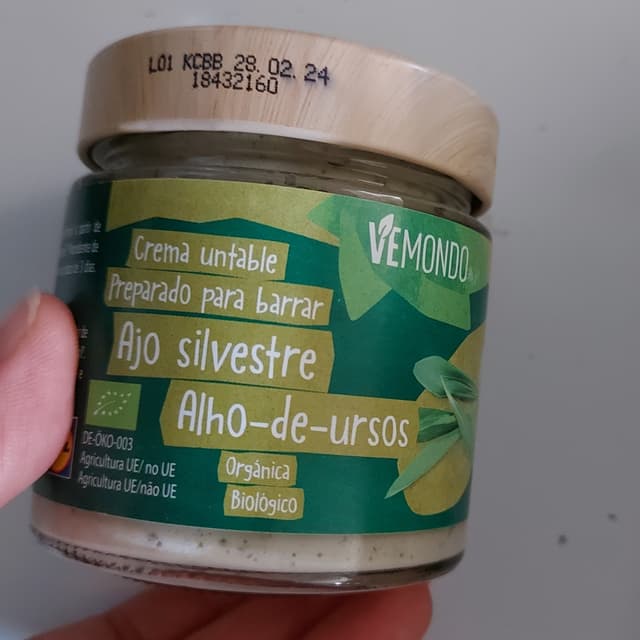 L01 KCBB 28.02.24
18432160
VEMONDO
Crema untable
Preparado para barrar
Ajo silvestre
Alho-de-ursos
Orgánica
Biológico
DE-ÖKO-003
Agricultura UE/ no UE
Agricultura UE/não UE